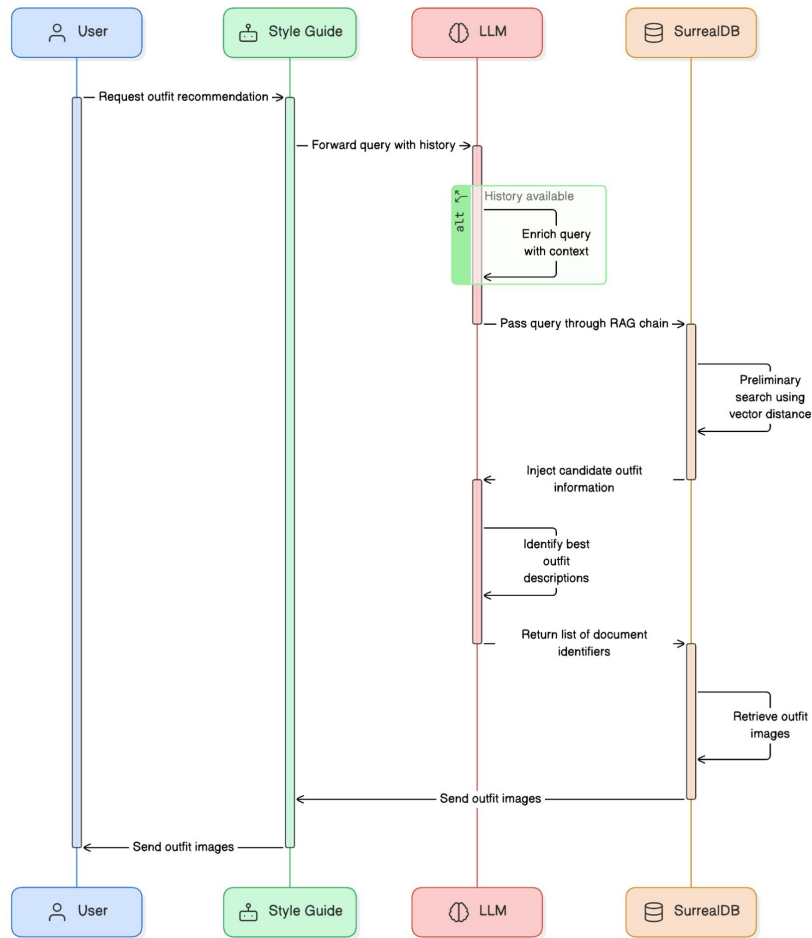 User
Style Guide
LLM
SurrealDB
Request outfit recommendation
Forward query with history
alt
History available
Enrich query
with context
Pass query through RAG chain
Preliminary
search using
vector distance
Inject candidate outfit
information
Identify best
outfit
descriptions
Return list of document
identifiers
Retrieve outfit
images
Send outfit images
Send outfit images
User
Style Guide
LLM
SurrealDB